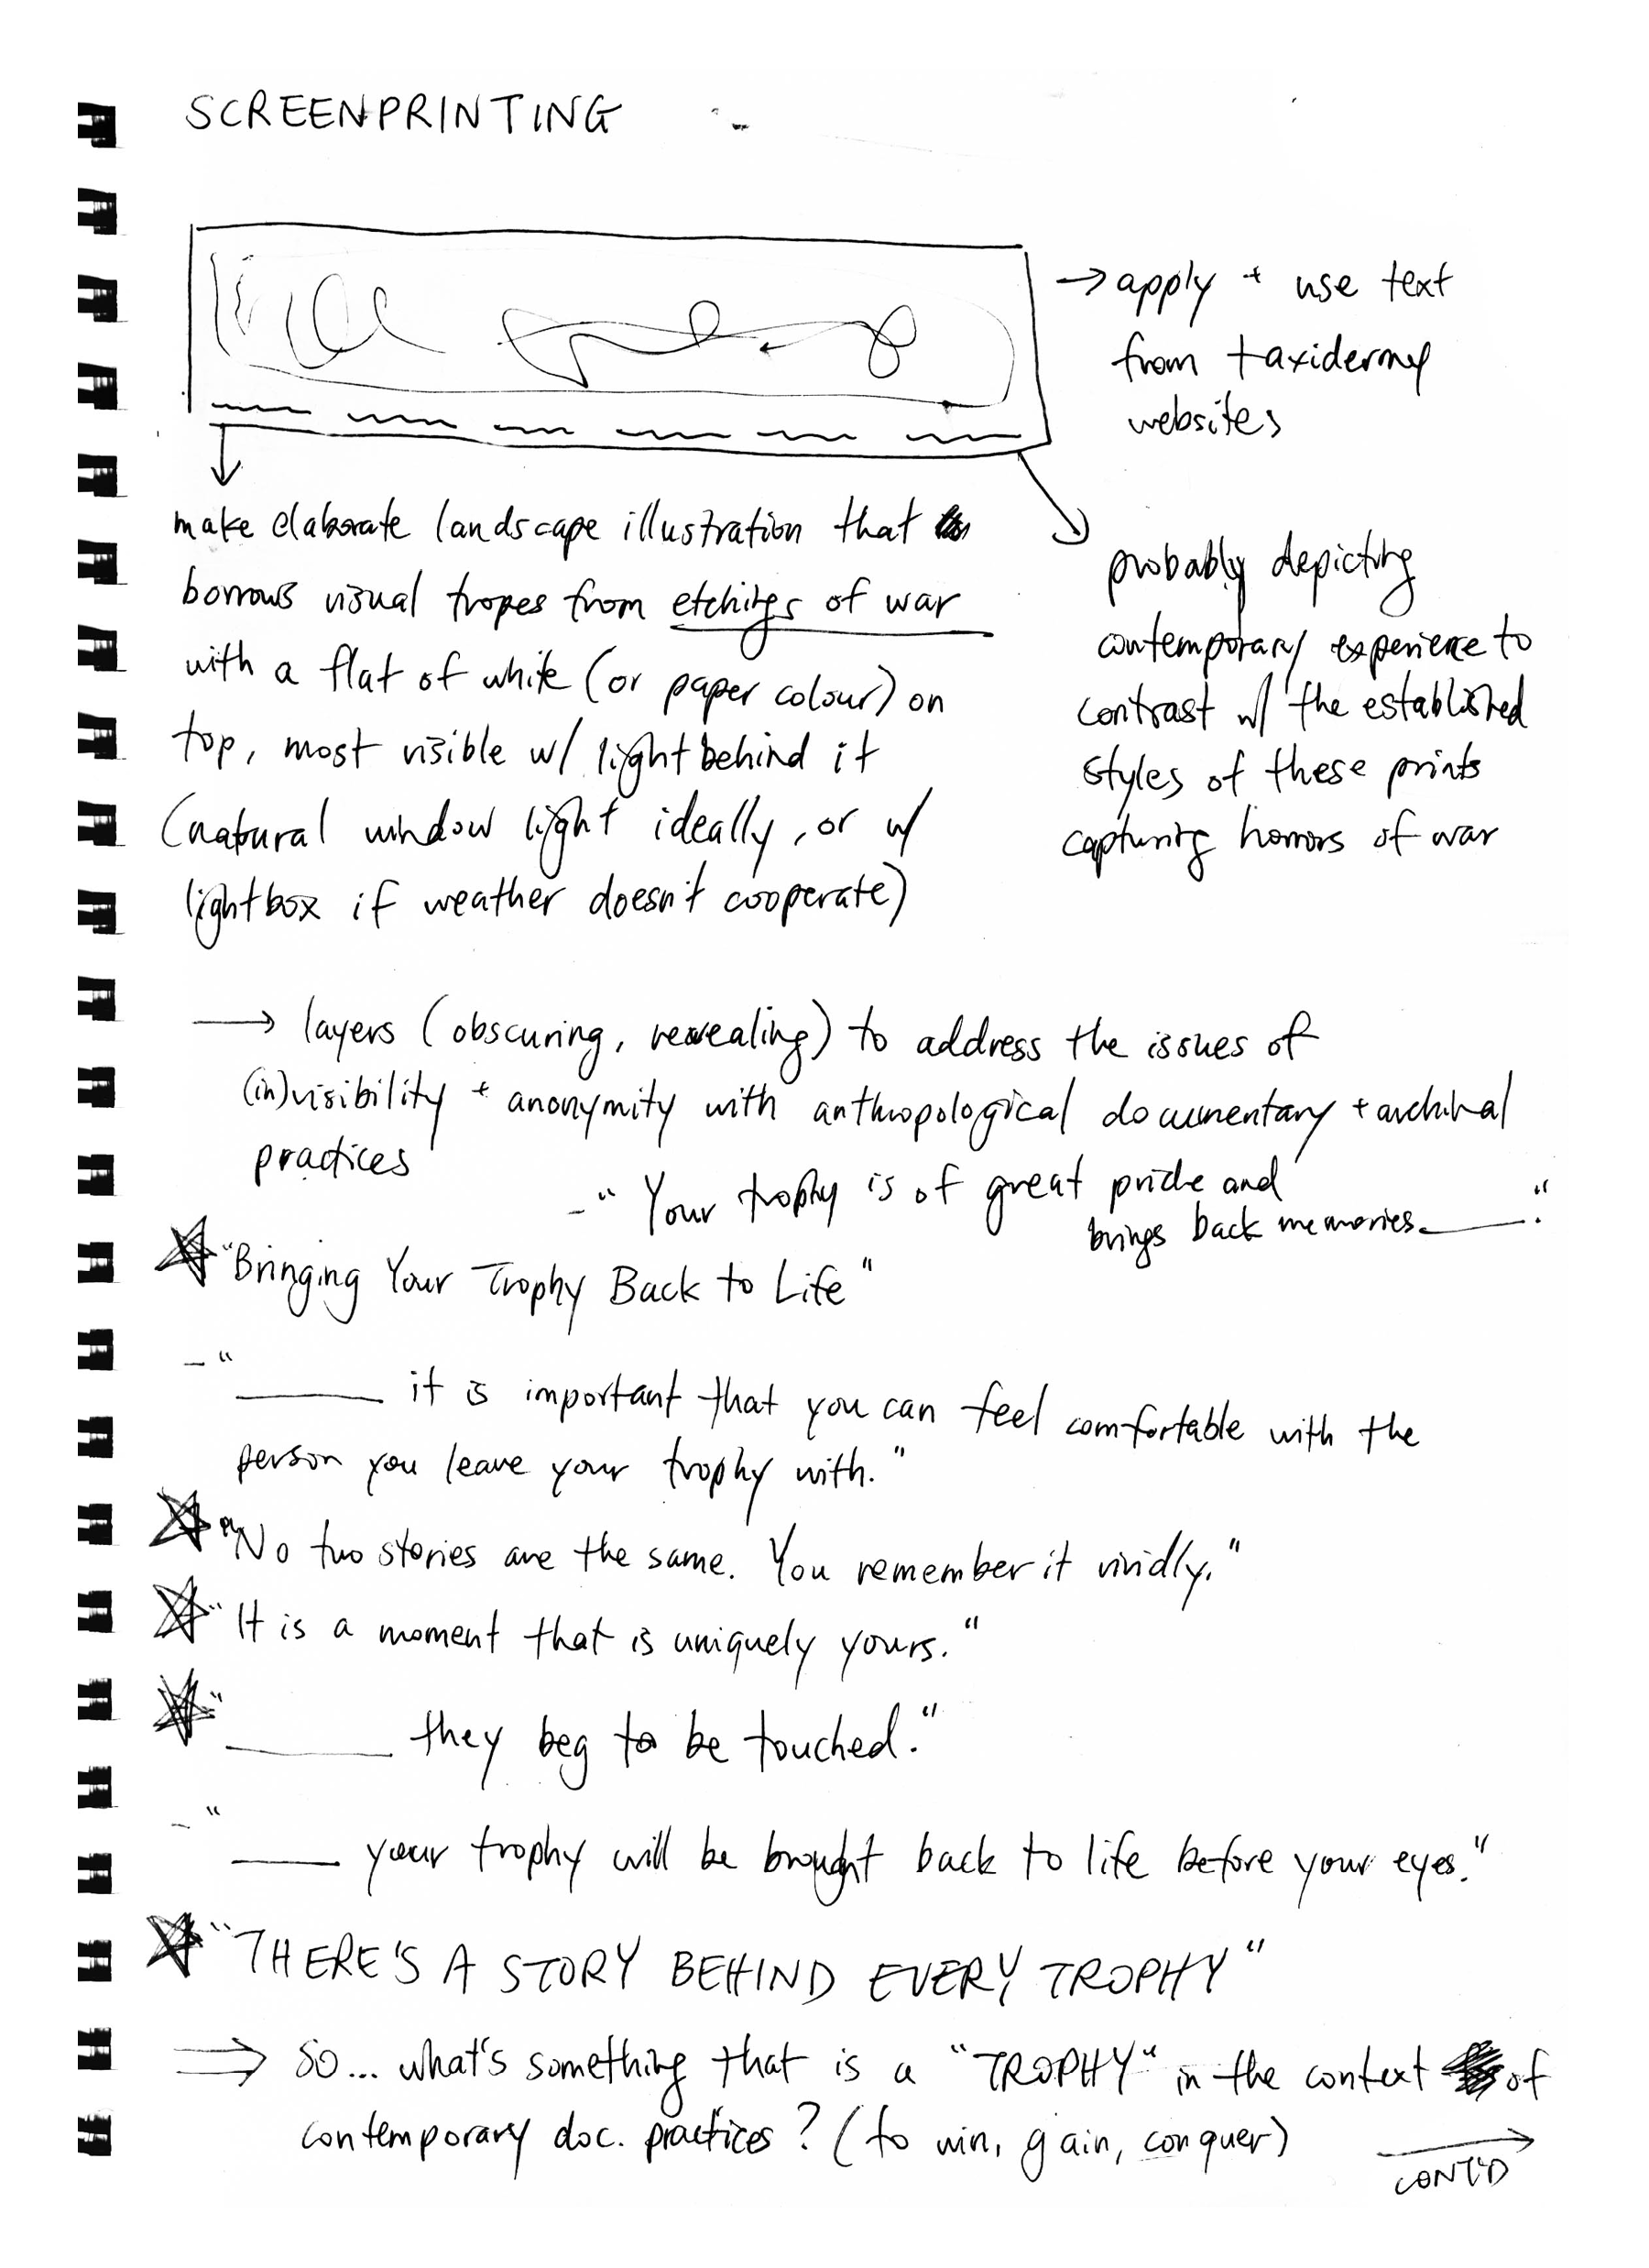 SCREENPRINTING
→ apply + use text
from taxidermy
websites
make elaborate landscape illustration that
borrows visual tropes from etchings of war
with a flat of white (or paper colour) on
top, most visible w/ light behind it
(natural window light ideally, or w/
lightbox if weather doesn't cooperate)
probably depicting
contemporary experience to
contrast w/ the established
styles of these prints
capturing horrors of war
→ layers (obscuring, revealing) to address the issues of
(in)visibility + anonymity with anthropological documentary + archival
practices
- "Your trophy is of great pride and
brings back memories ____."
☆ "Bringing Your Trophy Back to Life"
- "____ it is important that you can feel comfortable with the
person you leave your trophy with."
☆ "No two stories are the same. You remember it vividly."
☆ "It is a moment that is uniquely yours."
☆ "____ they beg to be touched."
- "____ your trophy will be brought back to life before your eyes."
☆ "THERE'S A STORY BEHIND EVERY TROPHY"
⇒ so... what's something that is a "TROPHY" in the context of
contemporary doc. practices? (to win, gain, conquer)
CONT'D